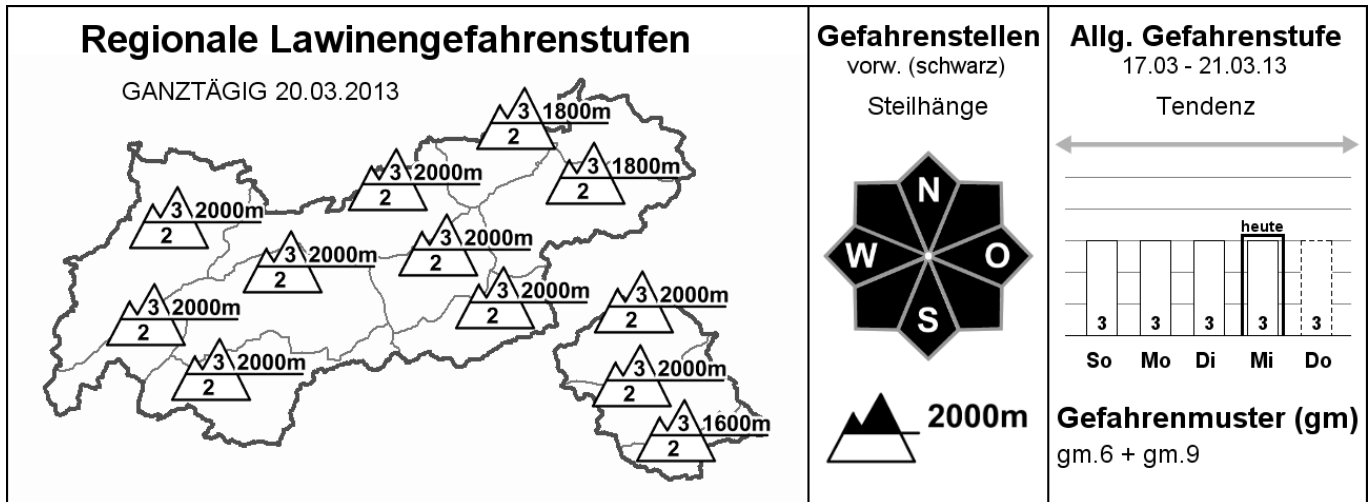 Regionale Lawinengefahrenstufen
GANZTÄGIG 20.03.2013
3 1800m
2
3 1800m
2
3 2000m
2
3 2000m
2
3 2000m
2
3 2000m
2
3 2000m
2
3 2000m
2
3 2000m
2
3 2000m
2
3 2000m
2
3 1600m
2
Gefahrenstellen
vorw. (schwarz)
Steilhänge
N
W O
S
2000m
Allg. Gefahrenstufe
17.03 - 21.03.13
Tendenz
heute
3 3 3 3 3
So Mo Di Mi Do
Gefahrenmuster (gm)
gm.6 + gm.9